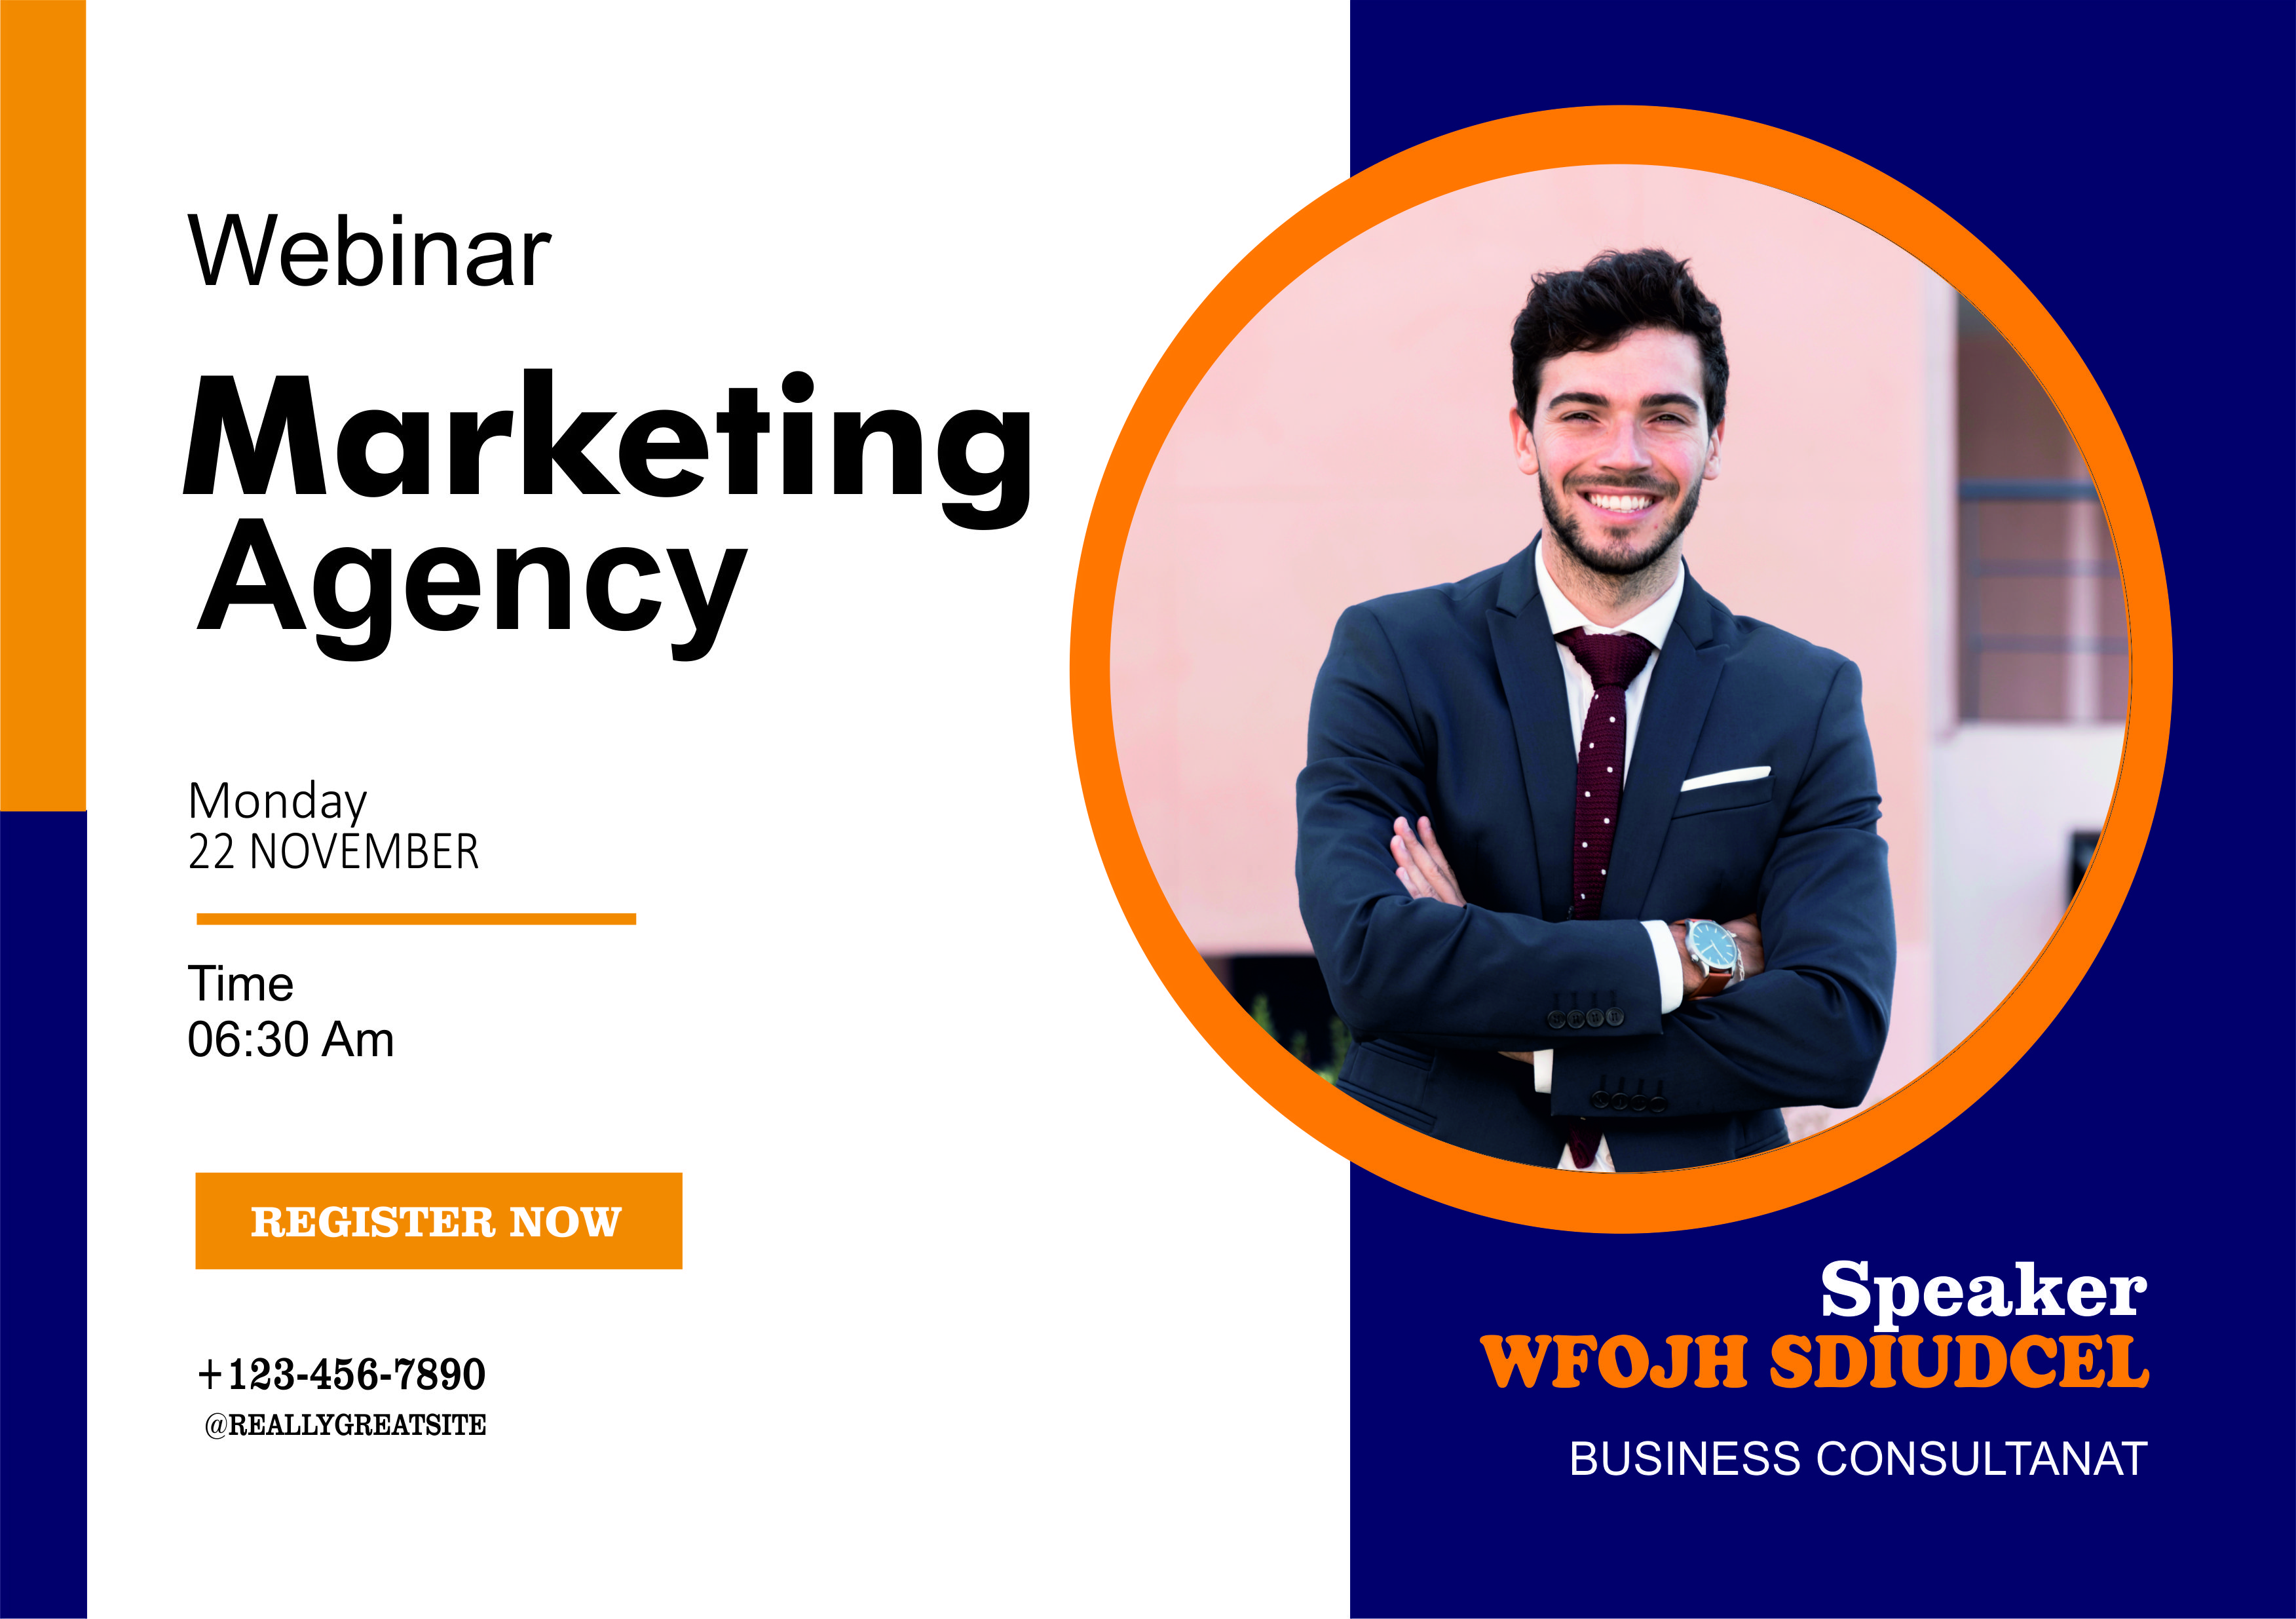 Webinar
Marketing
Agency
Monday
22 NOVEMBER
Time
06:30 Am
REGISTER NOW
+123-456-7890
@REALLYGREATSITE
Speaker
WFOJH SDIUDCEL
BUSINESS CONSULTANAT